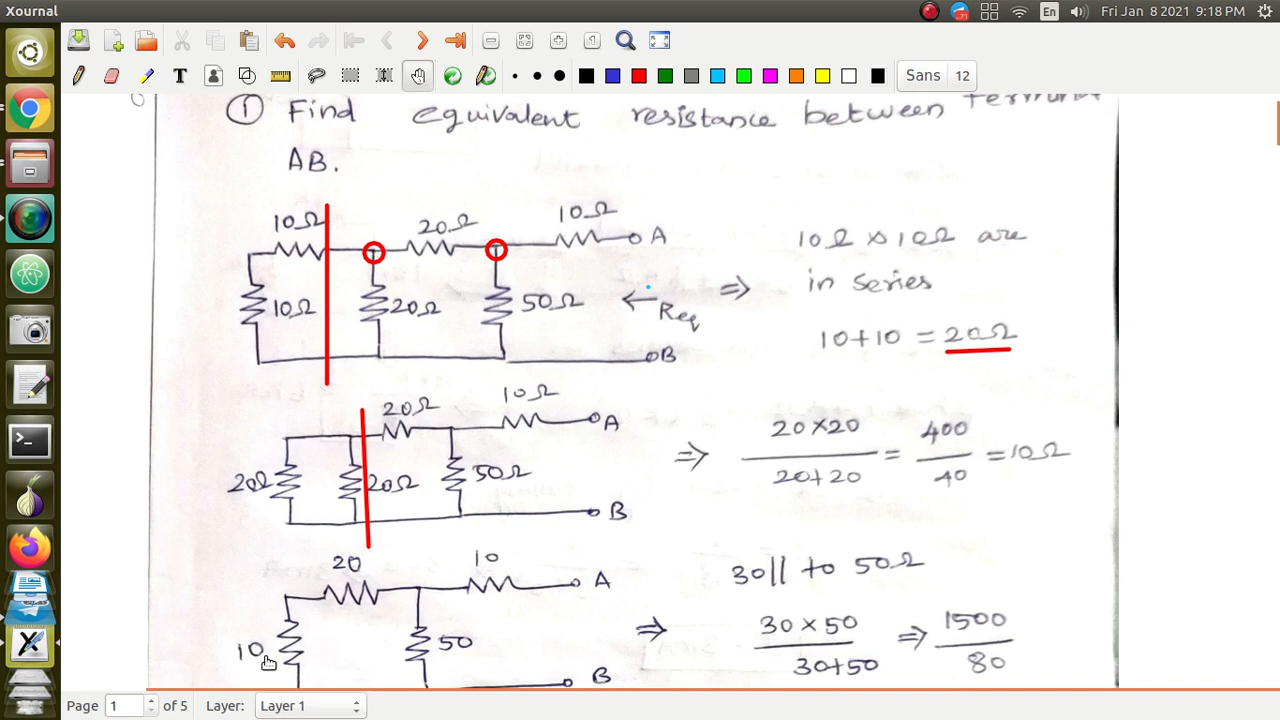 Xournal
En
Fri Jan 8 2021 9:18 PM
T
Sans 12
① Find equivalent resistance between
AB.
10Ω 20Ω 10Ω A
10Ω 20Ω 50Ω ← Req B
⇒ 10Ω × 10Ω are
in series
10+10 = 20Ω
20Ω 10Ω A
20Ω 20Ω 50Ω B
⇒ 20×20 / 20+20 = 400 / 40 = 10Ω
20 10 A
10 50 B
30|| to 50Ω
⇒ 30×50 / 30+50 ⇒ 1500 / 80
Page 1 of 5 Layer: Layer 1